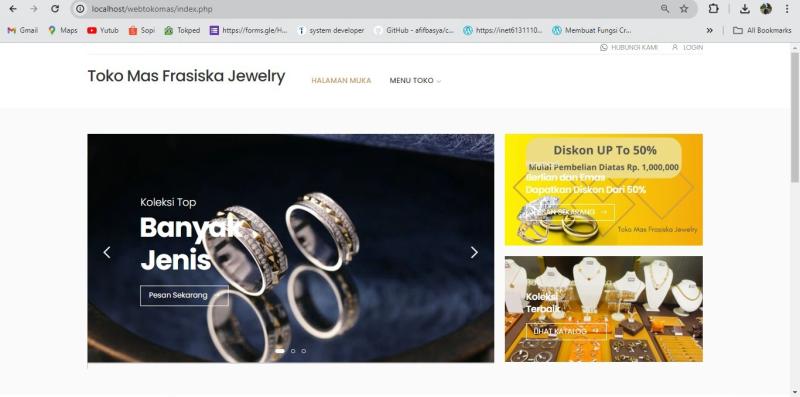 localhost/webtokomas/index.php
Gmail
Maps
Yutub
Sopi
Tokped
https://forms.gle/H...
system developer
GitHub - afifbasya/c...
https://inet6131110...
Membuat Fungsi Cr...
All Bookmarks
HUBUNGI KAMI
LOGIN
Toko Mas Frasiska Jewelry
HALAMAN MUKA
MENU TOKO
Koleksi Top
Banyak
Jenis
Pesan Sekarang
Diskon UP To 50%
Mulai Pembelian Diatas Rp. 1,000,000
Berlian dan Emas
Dapatkan Diskon Dari 50%
PESAN SEKARANG
Toko Mas Frasiska Jewelry
Koleksi
Terbaik
LIHAT KATALOG